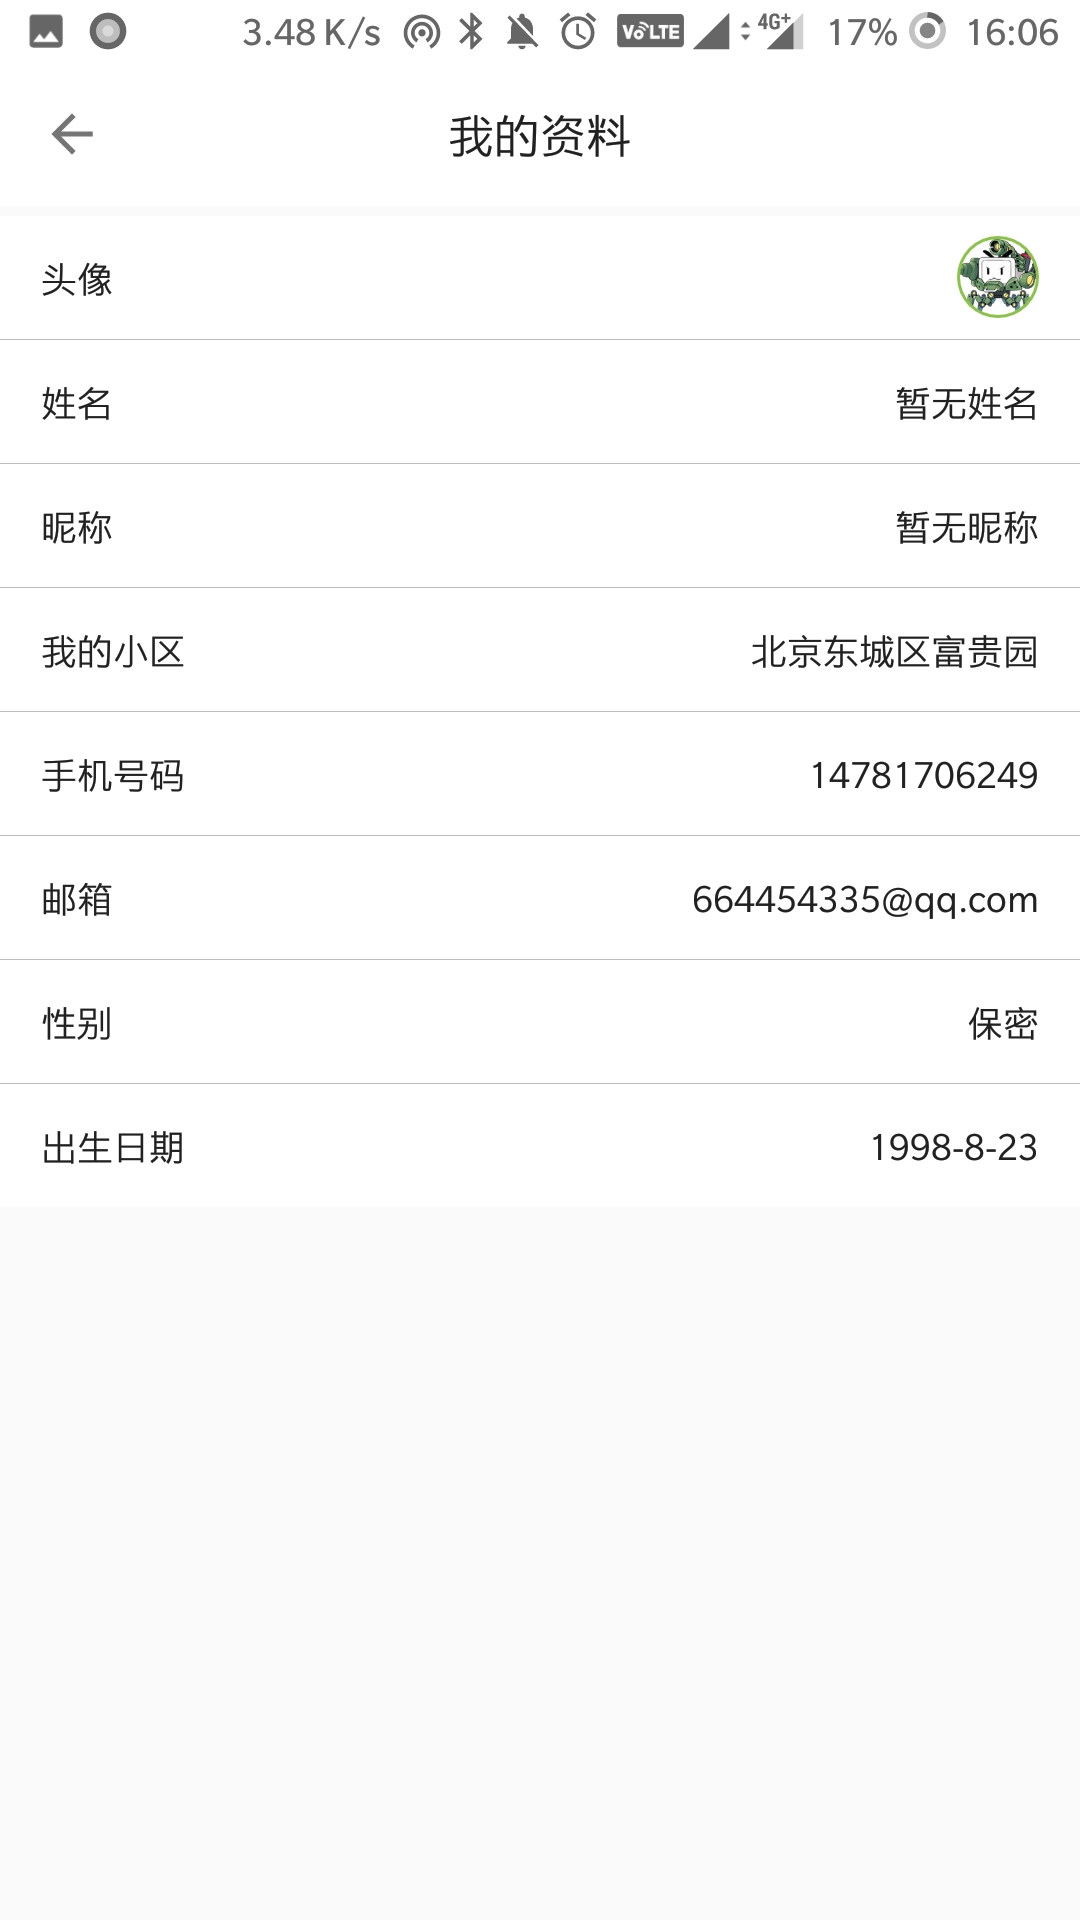 3.48 K/s VoLTE 4G+ 17% 16:06
我的资料
头像
姓名 暂无姓名
昵称 暂无昵称
我的小区 北京东城区富贵园
手机号码 14781706249
邮箱 664454335@qq.com
性别 保密
出生日期 1998-8-23